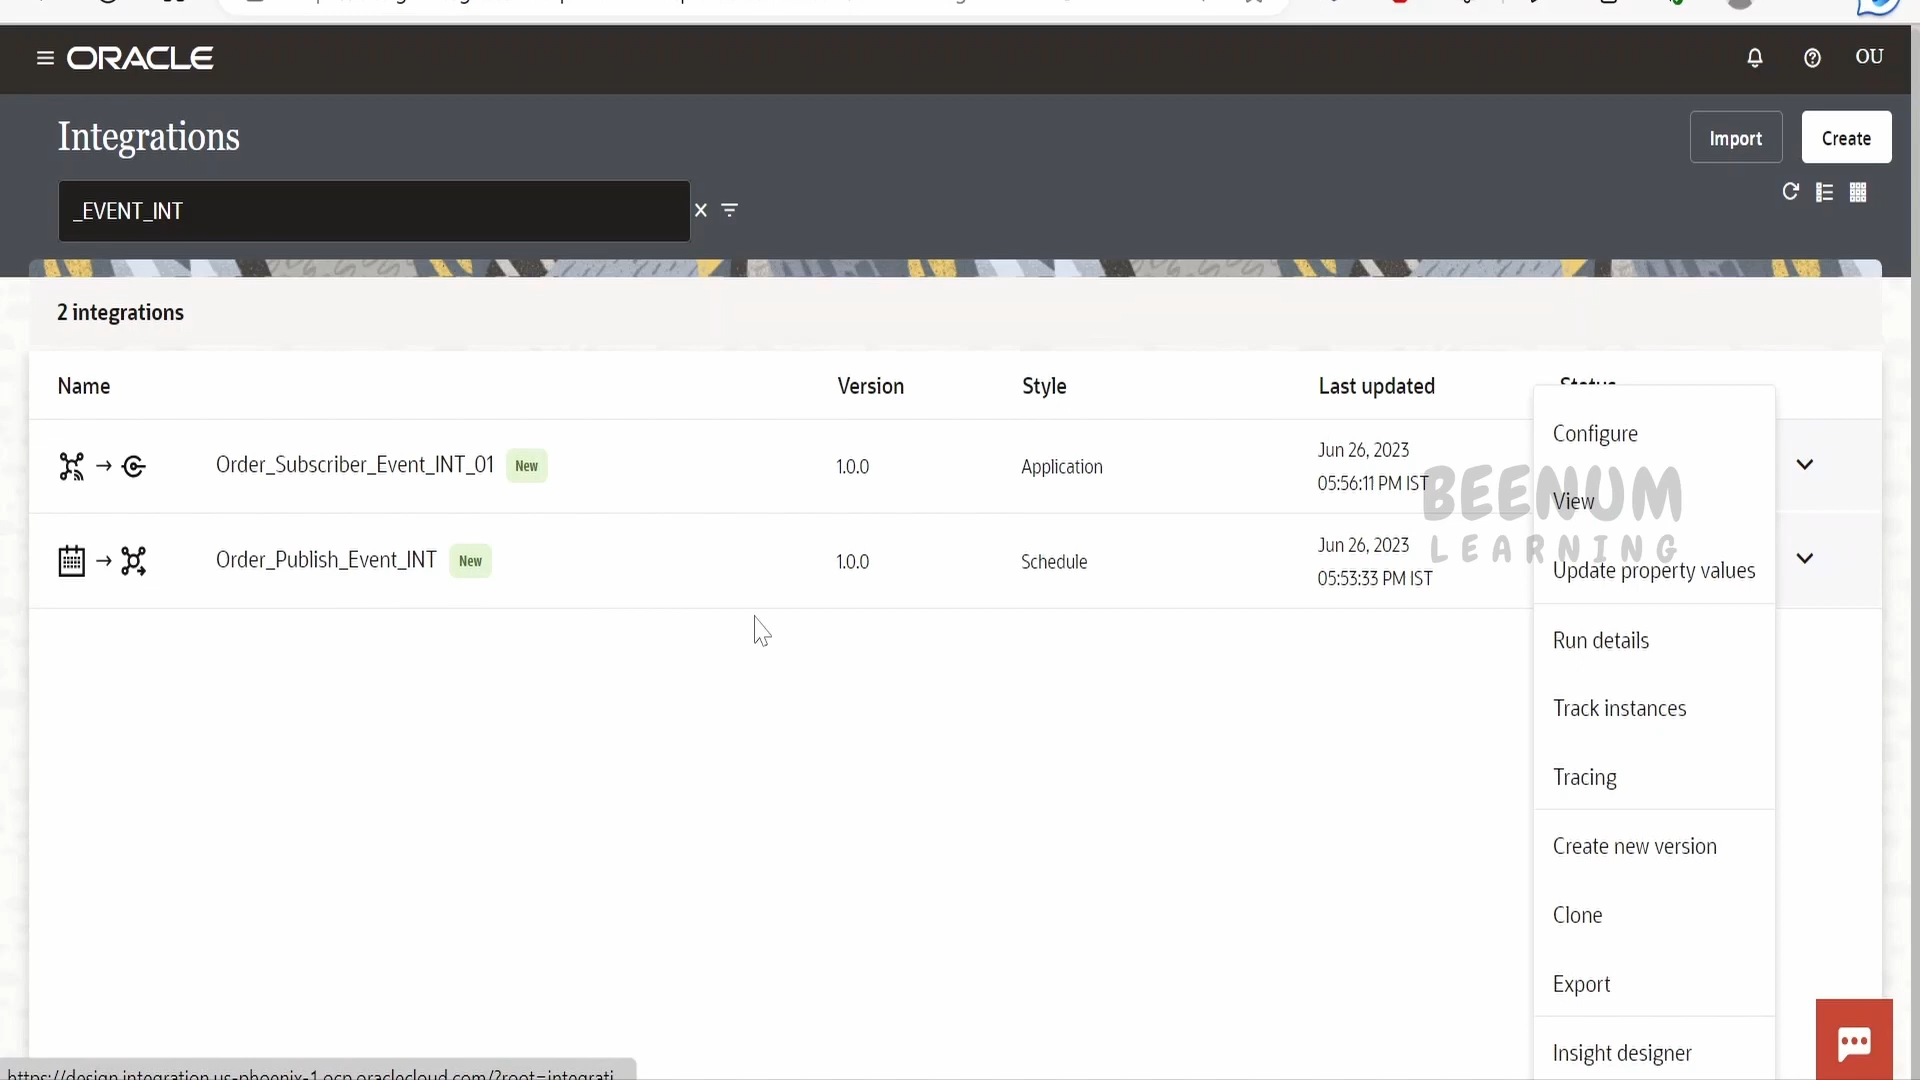 ORACLE
OU
Integrations
Import
Create
_EVENT_INT
2 integrations
Name
Version
Style
Last updated
Status
Order_Subscriber_Event_INT_01
New
1.0.0
Application
Jun 26, 2023
05:56:11 PM IST
Order_Publish_Event_INT
New
1.0.0
Schedule
Jun 26, 2023
05:53:33 PM IST
Configure
View
Update property values
Run details
Track instances
Tracing
Create new version
Clone
Export
Insight designer
BEENUM
LEARNING
https://design.integration.us-phoenix-1.ocp.oraclecloud.com/?root=integrati